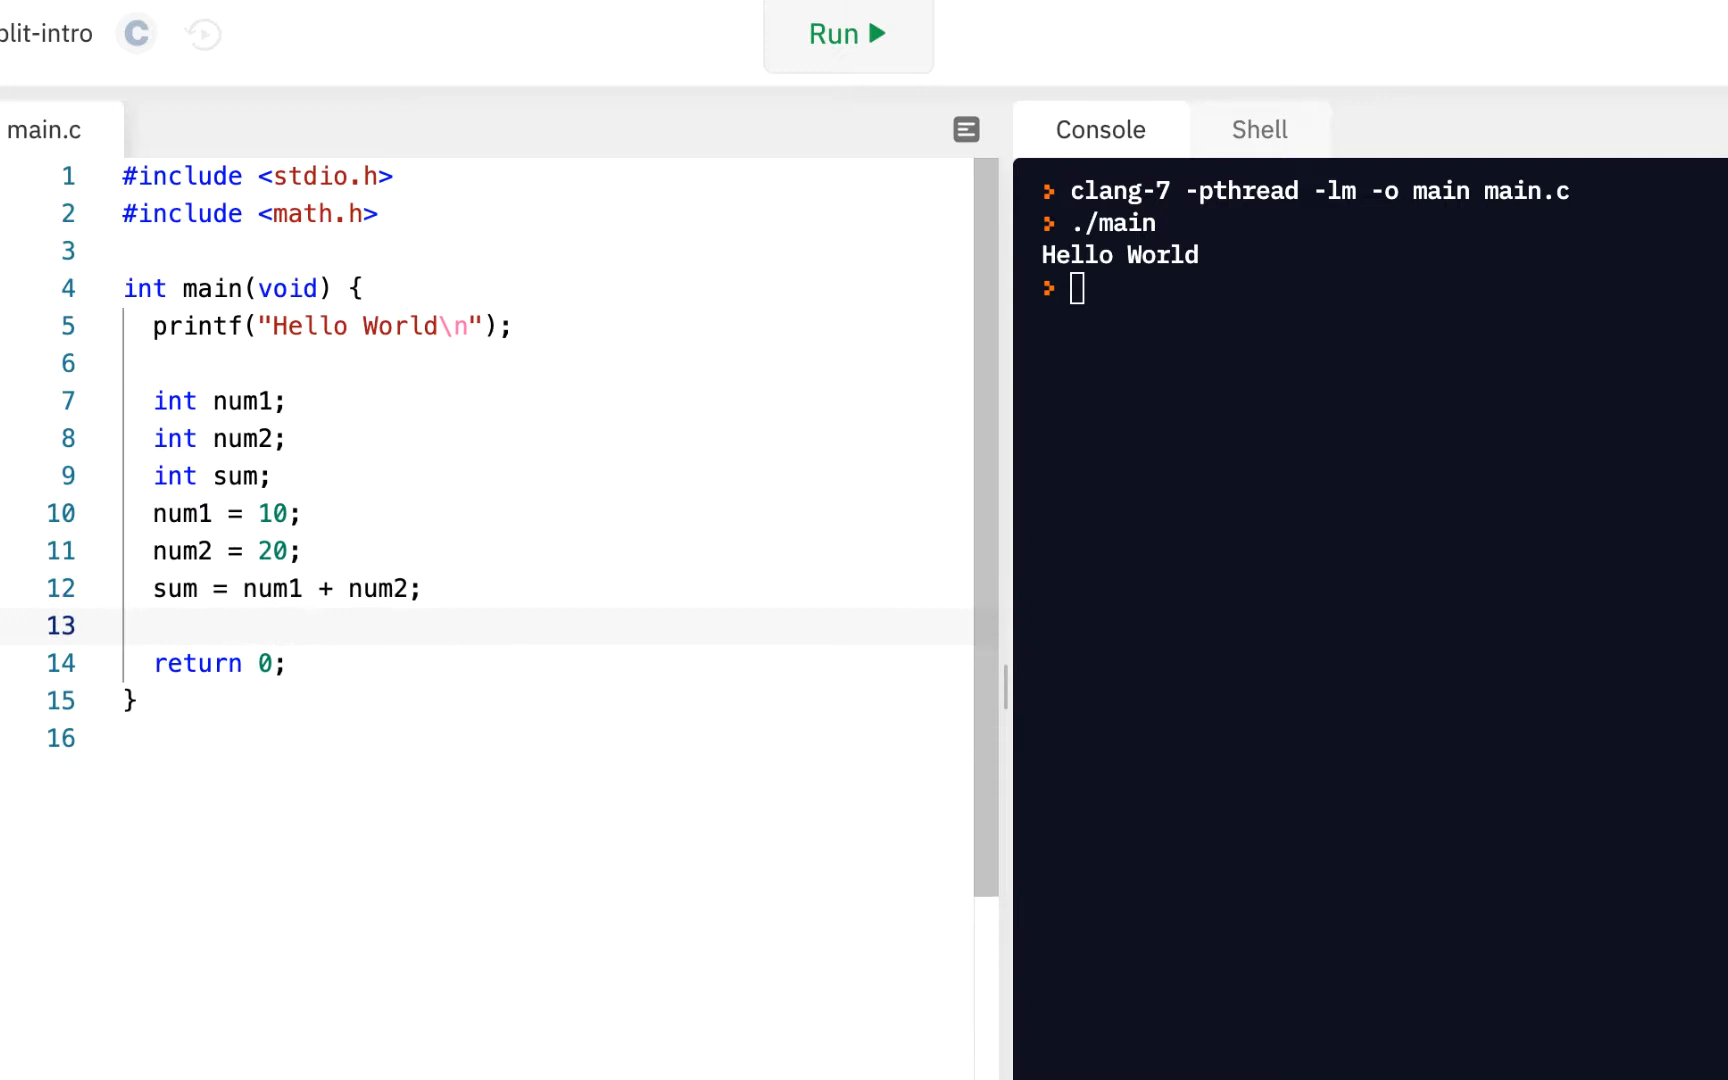 plit-intro C Run
main.c Console Shell
1 #include <stdio.h>
2 #include <math.h>
3
4 int main(void) {
5 printf("Hello World\n");
6
7 int num1;
8 int num2;
9 int sum;
10 num1 = 10;
11 num2 = 20;
12 sum = num1 + num2;
13
14 return 0;
15 }
16
clang-7 -pthread -lm -o main main.c
./main
Hello World